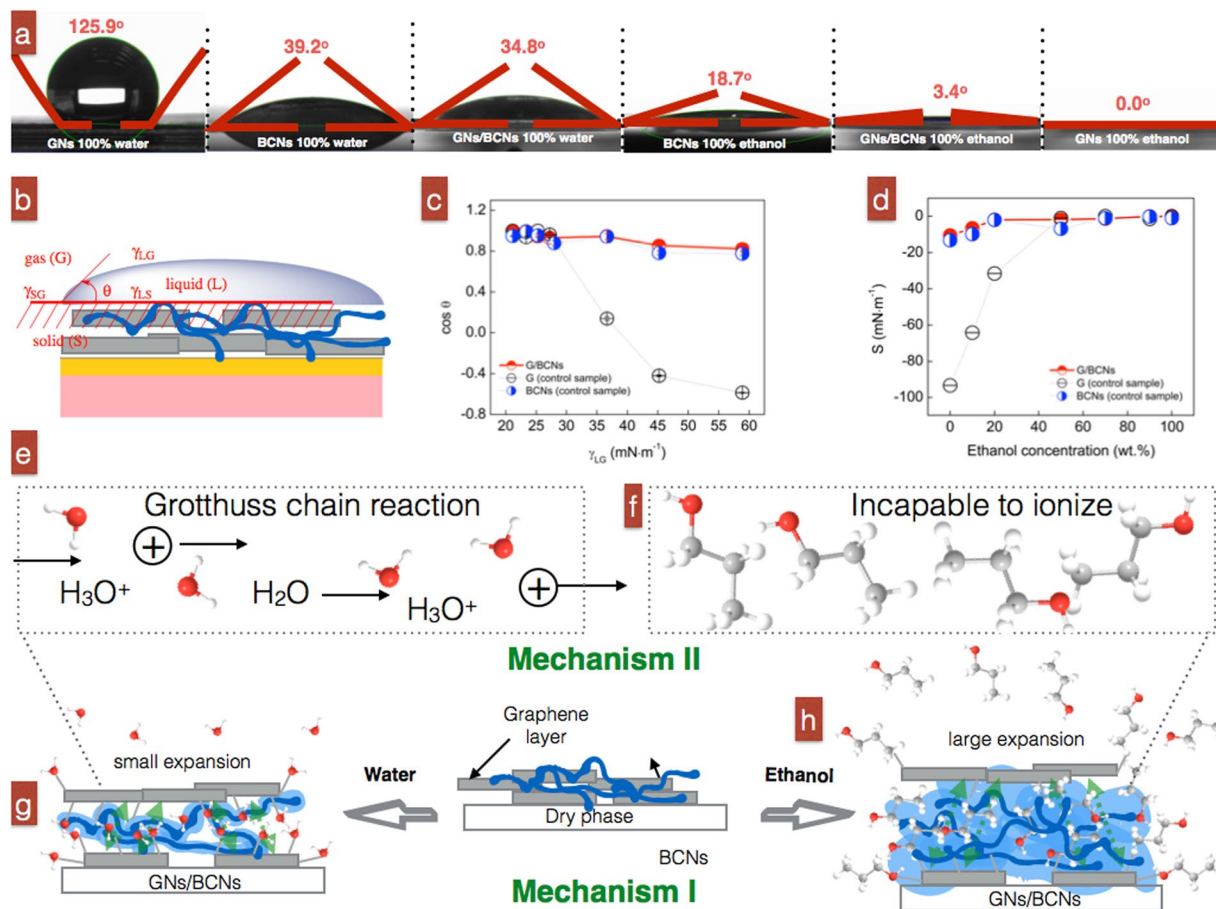 a
125.9°
39.2°
34.8°
18.7°
3.4°
0.0°
GNs 100% water
BCNs 100% water
GNs/BCNs 100% water
BCNs 100% ethanol
GNs/BCNs 100% ethanol
GNs 100% ethanol
b
gas (G)
γLG
γSG
θ
γLS
liquid (L)
solid (S)
c
1.2
0.8
0.4
0.0
-0.4
-0.8
cos θ
G/BCNs
G (control sample)
BCNs (control sample)
20 25 30 35 40 45 50 55 60
γLG (mN·m-1)
d
0
-20
-40
-60
-80
-100
S (mN·m-1)
G/BCNs
G (control sample)
BCNs (control sample)
0 20 40 60 80 100
Ethanol concentration (wt.%)
e
Grotthuss chain reaction
H3O+
+
H2O
H3O+
+
f
Incapable to ionize
Mechanism II
g
small expansion
GNs/BCNs
Water
Graphene
layer
Dry phase
BCNs
Ethanol
Mechanism I
h
large expansion
GNs/BCNs